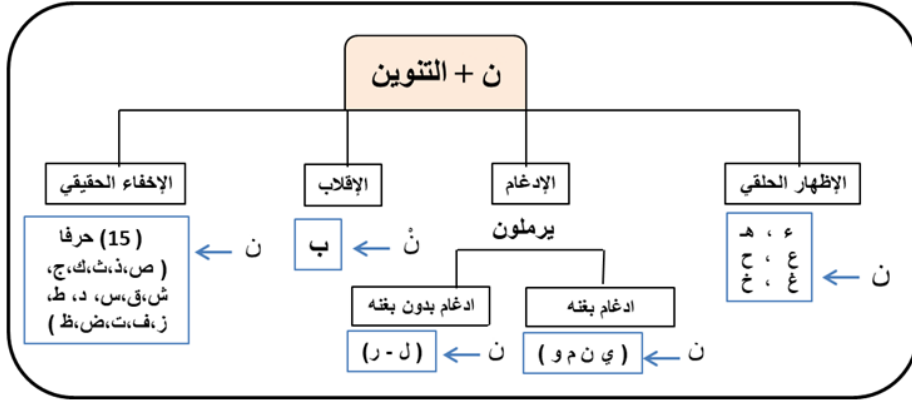 ن + التنوين
الإظهار الحلقي
ء ، هـ
ع ، ح
غ ، خ
ن
الإدغام
يرملون
ادغام بغنه
( ي ن م و )
ن
ادغام بدون بغنه
( ل - ر )
ن
الإقلاب
ب
نْ
الإخفاء الحقيقي
( 15 ) حرفا
( ص،ذ،ث،ك،ج،
ش،ق،س، د، ط،
ز،ف،ت،ض،ظ )
ن